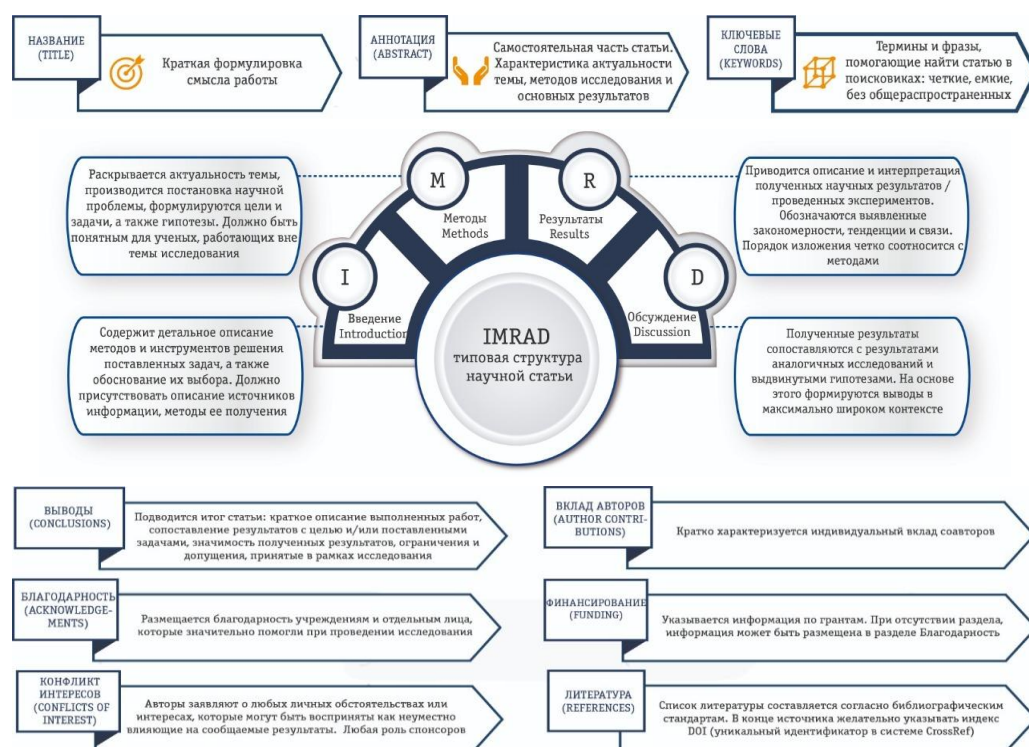 НАЗВАНИЕ
(TITLE)
Краткая формулировка
смысла работы
АННОТАЦИЯ
(ABSTRACT)
Самостоятельная часть статьи.
Характеристика актуальности
темы, методов исследования и
основных результатов
КЛЮЧЕВЫЕ
СЛОВА
(KEYWORDS)
Термины и фразы,
помогающие найти статью в
поисковиках: четкие, емкие,
без общераспространенных
Раскрывается актуальность темы,
производится постановка научной
проблемы, формулируются цели и
задачи, а также гипотезы. Должно быть
понятным для ученых, работающих вне
темы исследования
M
Методы
Methods
R
Результаты
Results
Приводится описание и интерпретация
полученных научных результатов /
проведенных экспериментов.
Обозначаются выявленные
закономерности, тенденции и связи.
Порядок изложения четко соотносится с
методами
I
Введение
Introduction
D
Обсуждение
Discussion
IMRAD
типовая структура
научной статьи
Содержит детальное описание
методов и инструментов решения
поставленных задач, а также
обоснование их выбора. Должно
присутствовать описание источников
информации, методы ее получения
Полученные результаты
сопоставляются с результатами
аналогичных исследований и
выдвинутыми гипотезами. На основе
этого формируются выводы в
максимально широком контексте
ВЫВОДЫ
(CONCLUSIONS)
Подводится итог статьи: краткое описание выполненных работ,
сопоставление результатов с целью и/или поставленными
задачами, значимость полученных результатов, ограничения и
допущения, принятые в рамках исследования
ВКЛАД АВТОРОВ
(AUTHOR CONTRI-
BUTIONS)
Кратко характеризуется индивидуальный вклад соавторов
БЛАГОДАРНОСТЬ
(ACKNOWLEDGE-
MENTS)
Размещается благодарность учреждениям и отдельным лица,
которые значительно помогли при проведении исследования
ФИНАНСИРОВАНИЕ
(FUNDING)
Указывается информация по грантам. При отсутствии раздела,
информация может быть размещена в разделе Благодарность
КОНФЛИКТ
ИНТЕРЕСОВ
(CONFLICTS OF
INTEREST)
Авторы заявляют о любых личных обстоятельствах или
интересах, которые могут быть восприняты как неуместно
влияющие на сообщаемые результаты. Любая роль спонсоров
ЛИТЕРАТУРА
(REFERENCES)
Список литературы составляется согласно библиографическим
стандартам. В конце источника желательно указывать индекс
DOI (уникальный идентификатор в системе CrossRef)